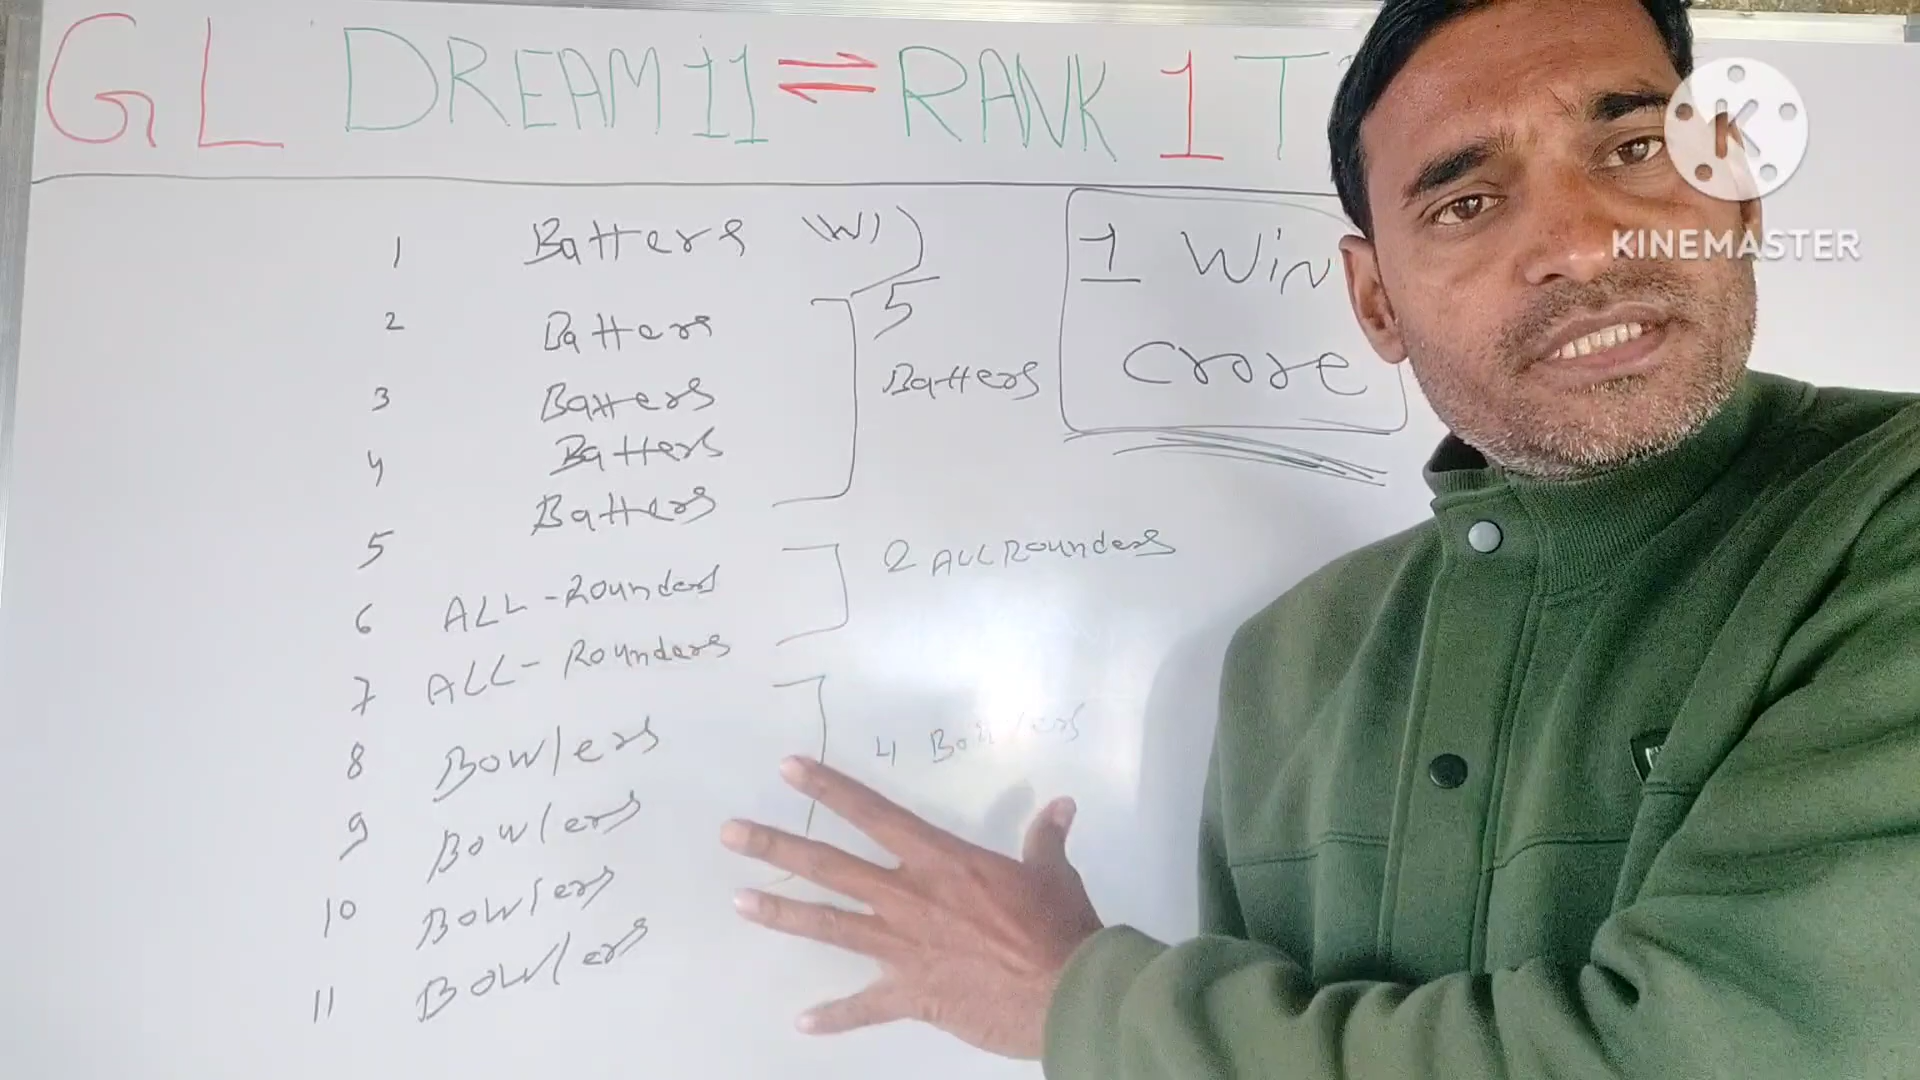 GL DREAM 11 ⇌ RANK 1 T
1 Batters (W)
2 Batters
3 Batters
4 Batters
5 Batters
6 ALL-Rounders
7 ALL-Rounders
8 Bowlers
9 Bowlers
10 Bowlers
11 Bowlers
5
Batters
2 ALLRounders
4 Bowlers
1 Win
Crore
K
KINEMASTER